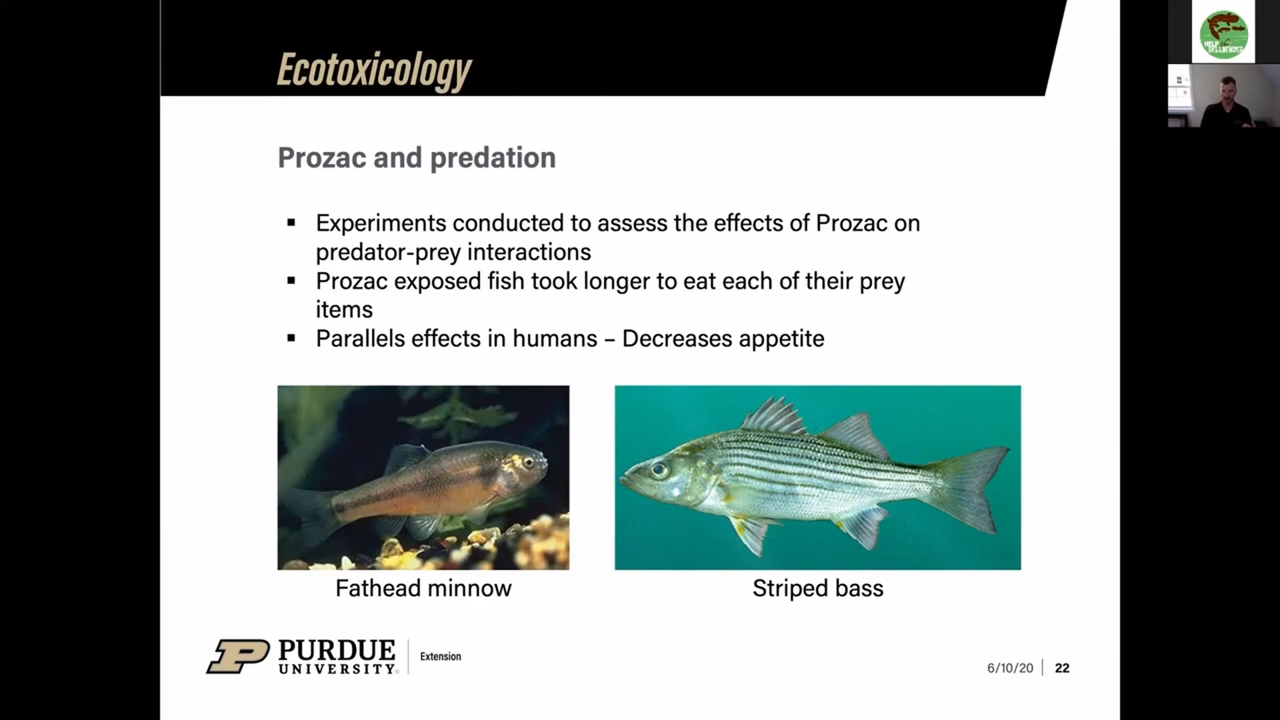 Ecotoxicology
Prozac and predation
▪ Experiments conducted to assess the effects of Prozac on
predator-prey interactions
▪ Prozac exposed fish took longer to eat each of their prey
items
▪ Parallels effects in humans – Decreases appetite
Fathead minnow
Striped bass
PURDUE
UNIVERSITY®
Extension
6/10/20
22
HELP
HELLBENDER